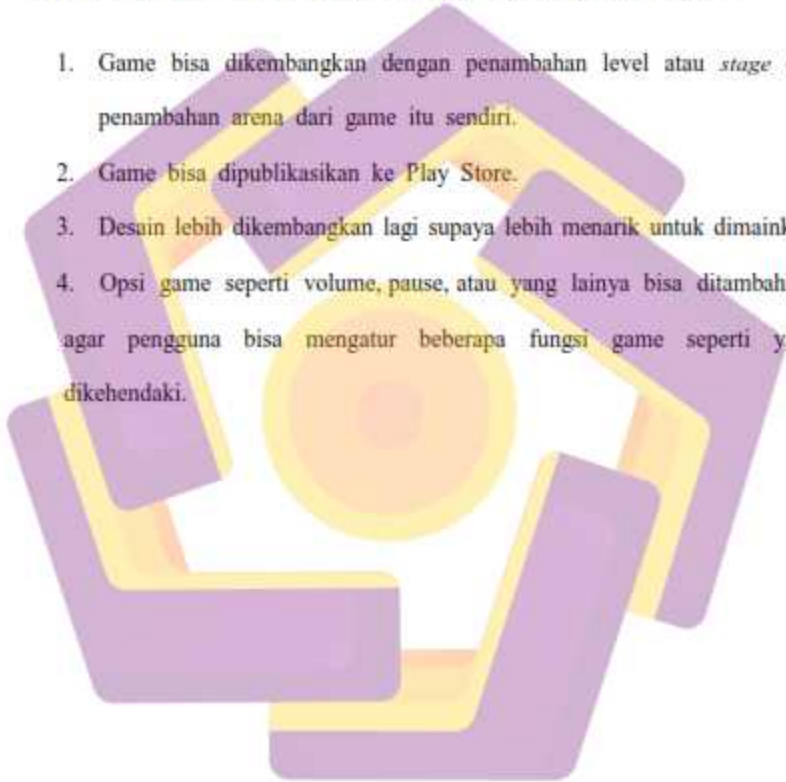 1. Game bisa dikembangkan dengan penambahan level atau stage
penambahan arena dari game itu sendiri.
2. Game bisa dipublikasikan ke Play Store.
3. Desain lebih dikembangkan lagi supaya lebih menarik untuk
4. Opsi game seperti volume, pause, atau yang lainya bisa
agar pengguna bisa mengatur beberapa fungsi game seperti
dikehendaki.